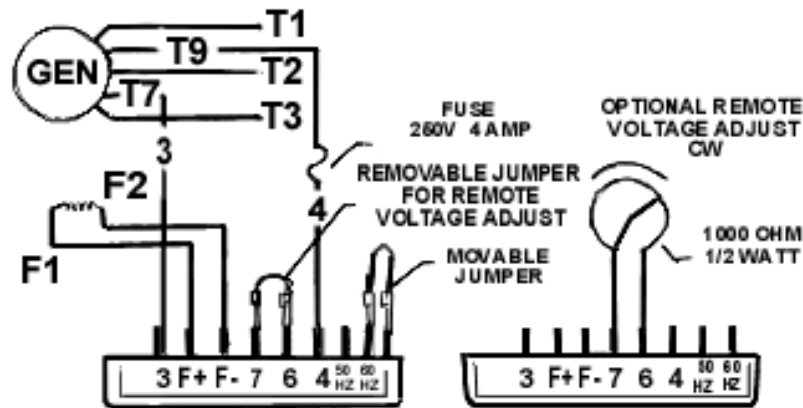 T1
T9
GEN
T2
T7
T3
FUSE
250V 4 AMP
OPTIONAL REMOTE
VOLTAGE ADJUST
CW
3
REMOVABLE JUMPER
FOR REMOTE
VOLTAGE ADJUST
F2
4
F1
MOVABLE
JUMPER
1000 OHM
1/2 WATT
3 F+ F- 7 6 4 50 HZ 60 HZ
3 F+ F- 7 6 4 50 HZ 60 HZ